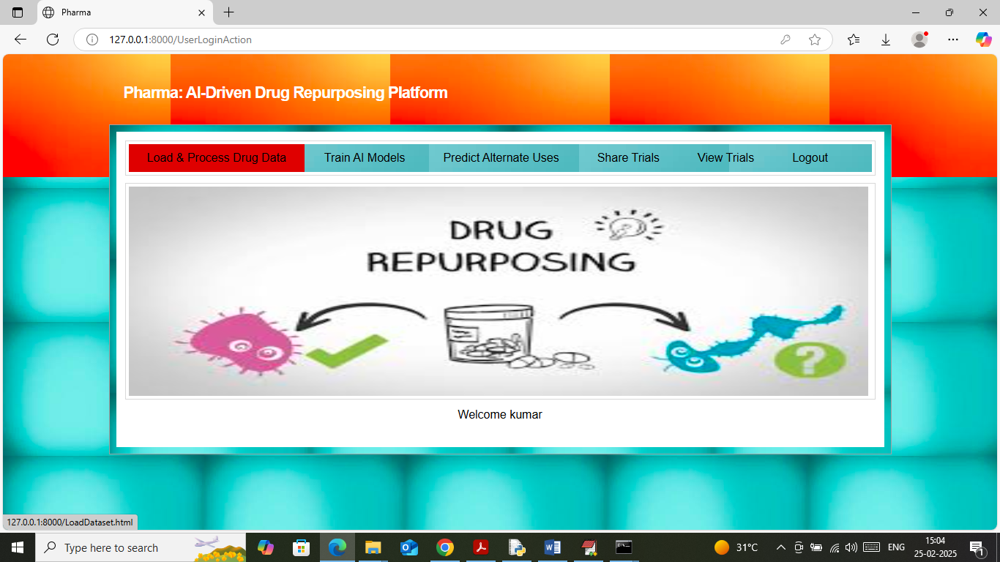 Pharma
127.0.0.1:8000/UserLoginAction
Pharma: AI-Driven Drug Repurposing Platform
Load & Process Drug Data Train AI Models Predict Alternate Uses Share Trials View Trials Logout
DRUG
REPURPOSING
?
Welcome kumar
127.0.0.1:8000/LoadDataset.html
Type here to search
31°C
ENG
15:04
25-02-2025
1